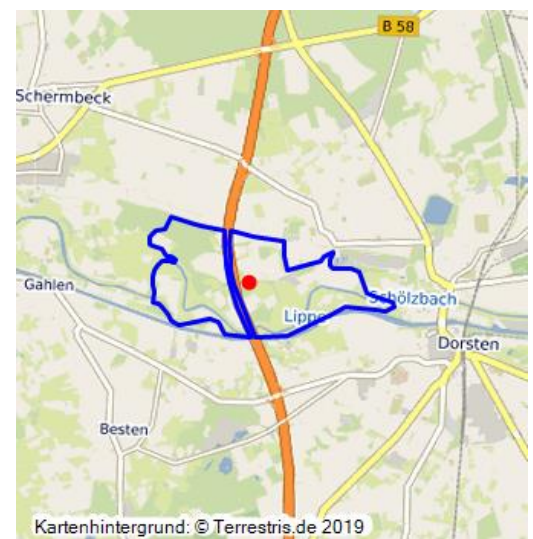 B 58
Schermbeck
Gahlen
Schölzbach
Lippe
Dorsten
Besten
Kartenhintergrund: © Terrestris.de 2019